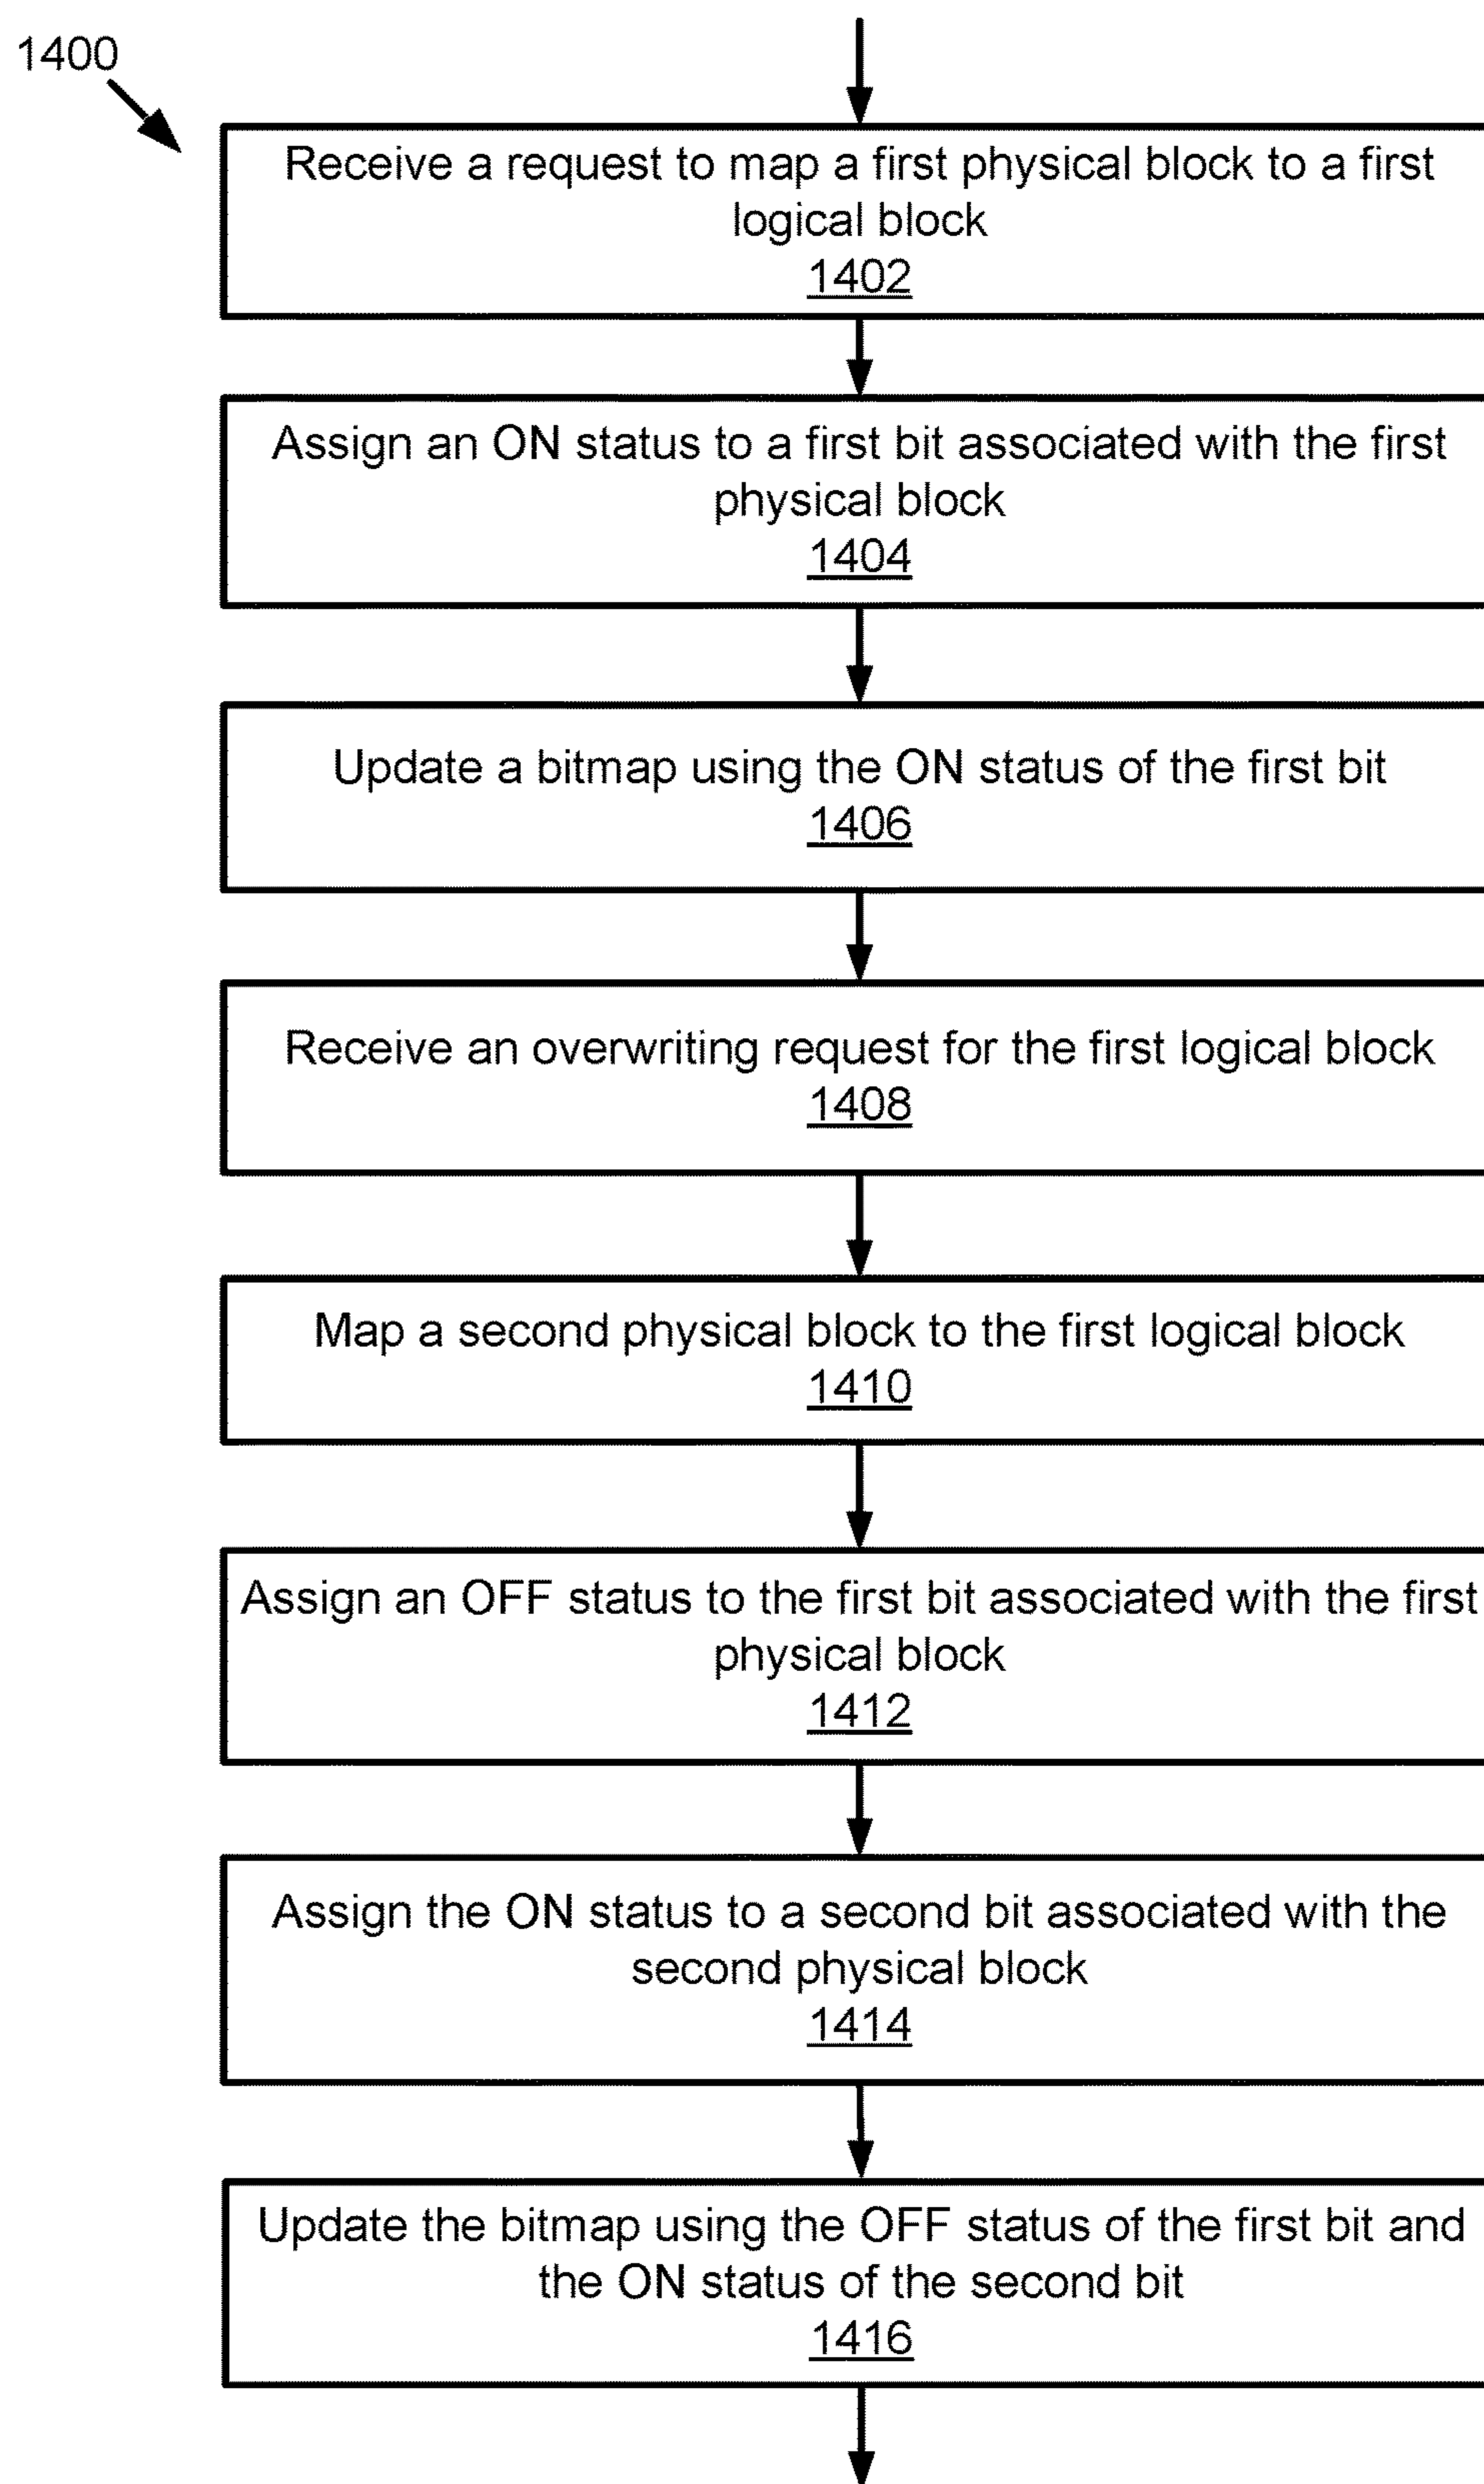 1400
Receive a request to map a first physical block to a first
logical block
1402
Assign an ON status to a first bit associated with the first
physical block
1404
Update a bitmap using the ON status of the first bit
1406
Receive an overwriting request for the first logical block
1408
Map a second physical block to the first logical block
1410
Assign an OFF status to the first bit associated with the first
physical block
1412
Assign the ON status to a second bit associated with the
second physical block
1414
Update the bitmap using the OFF status of the first bit and
the ON status of the second bit
1416